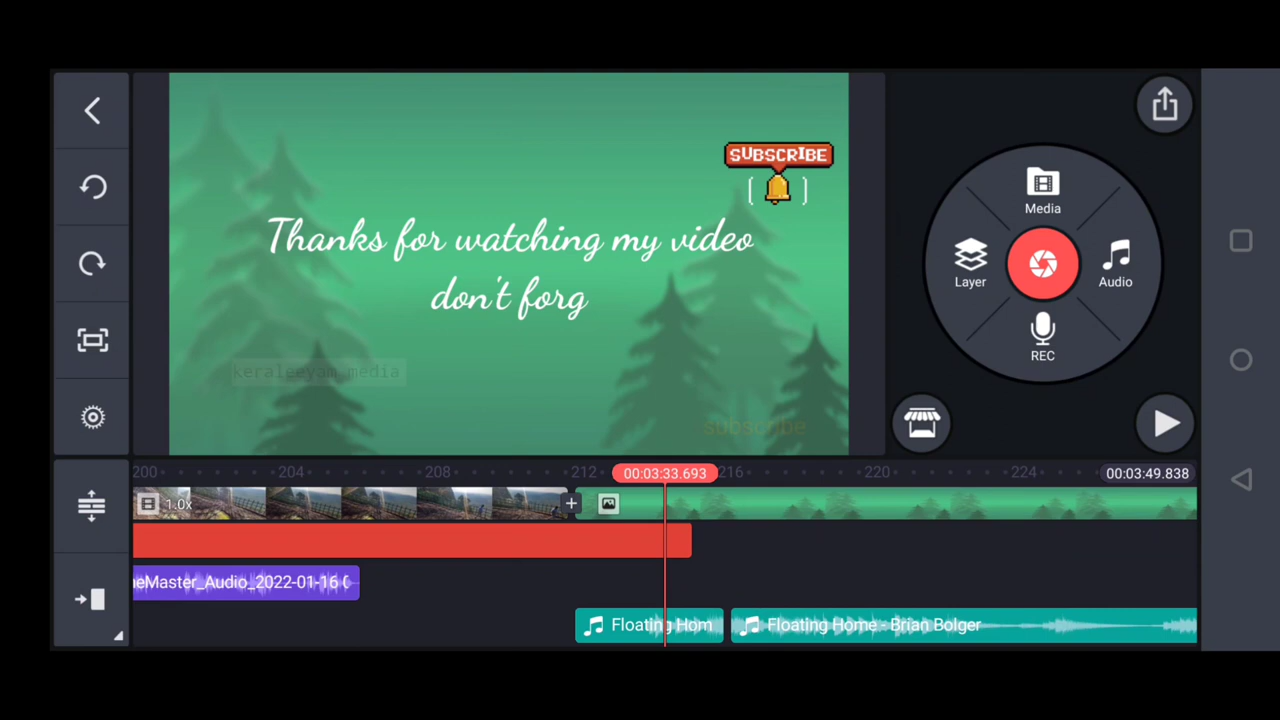 SUBSCRIBE
Thanks for watching my video
don't forg
keraleeyam media
subscribe
Media
Layer
Audio
REC
200 204 208 212 00:03:33.693 216 220 224 00:03:49.838
1.0x
eMaster_Audio_2022-01-16
Floating Hom
Floating Home - Brian Bolger